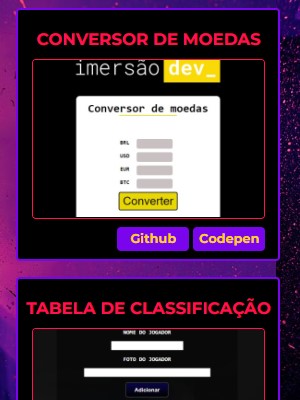 CONVERSOR DE MOEDAS
imersão dev_
Conversor de moedas
BRL
USD
EUR
BTC
Converter
Github Codepen
TABELA DE CLASSIFICAÇÃO
NOME DO JOGADOR
FOTO DO JOGADOR
Adicionar